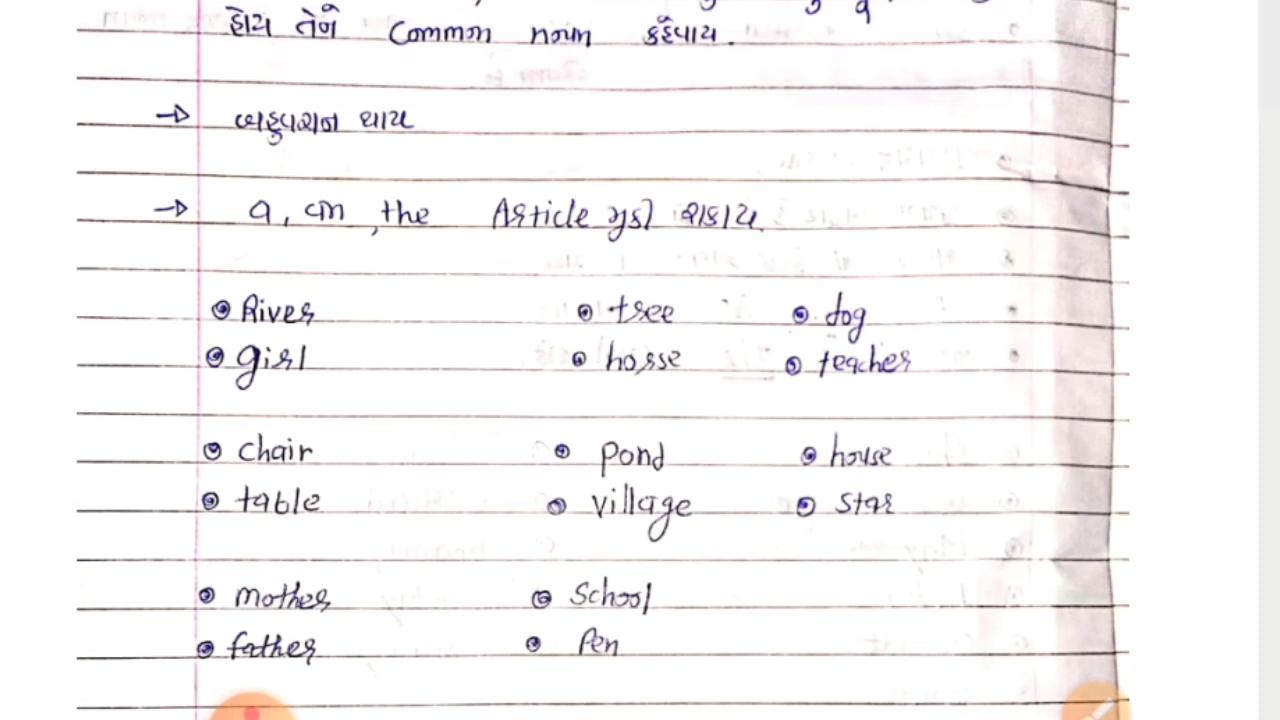 હોય તેને Common noun કહેવાય.
→ બહુવચન થાય
→ a, an, the Article મુકી શકાય.
River tree dog
girl horse teacher
chair pond house
table village star
mother School
father Pen